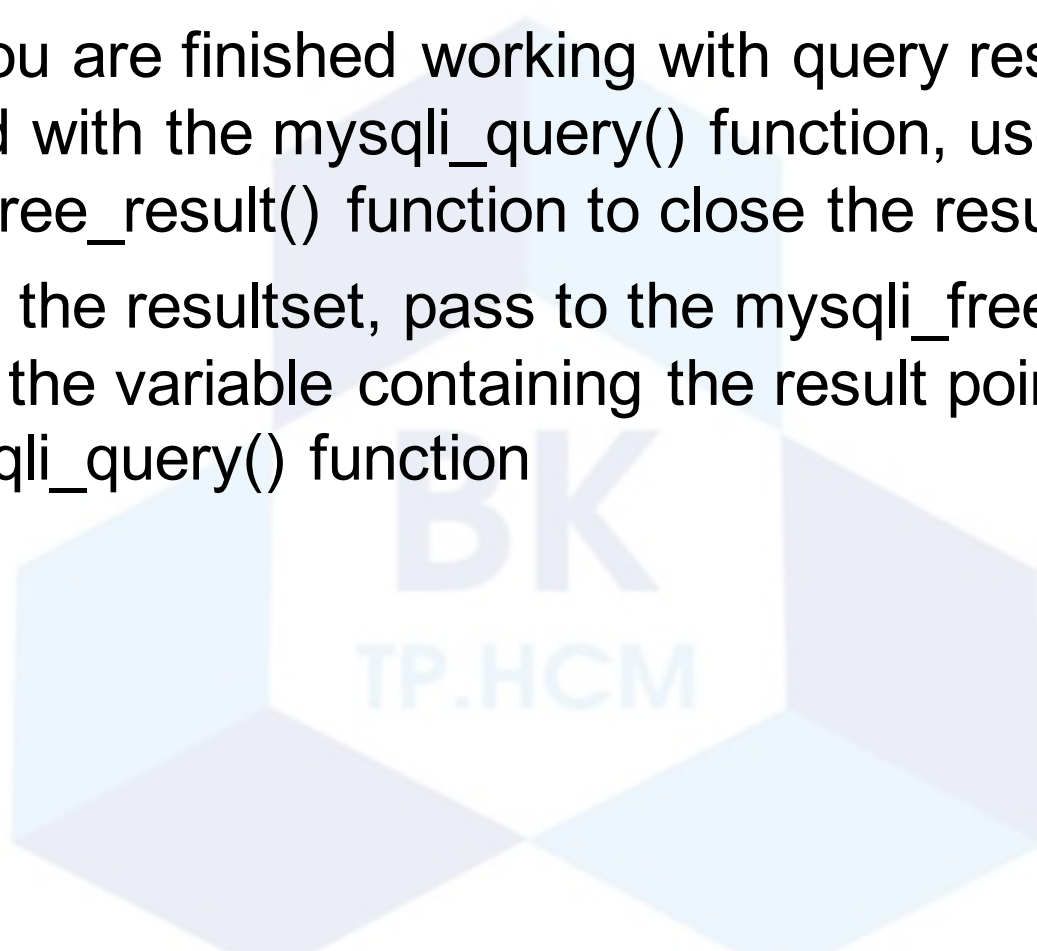 ou are finished working with query res
d with the mysqli_query() function, us
ree_result() function to close the resu
the resultset, pass to the mysqli_free
the variable containing the result poi
qli_query() function
BK
TP.HCM